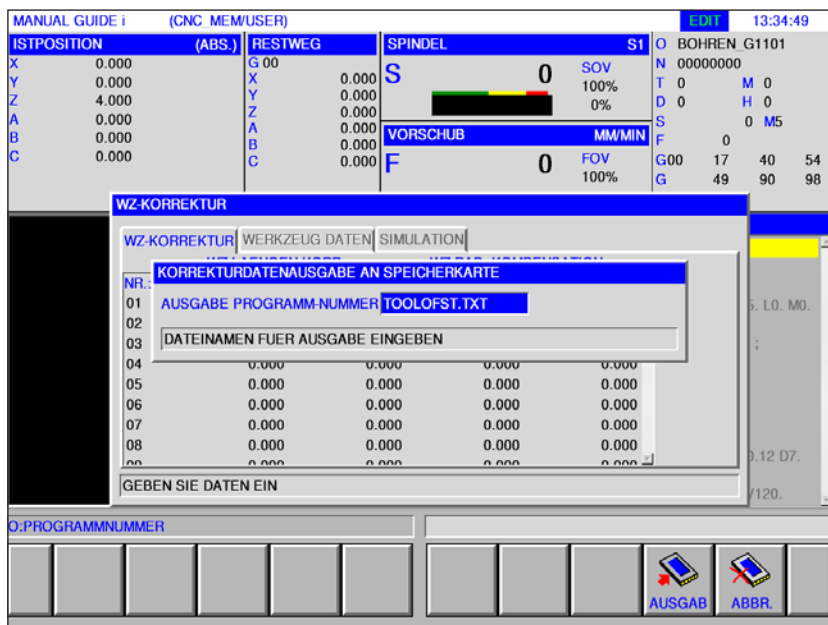 MANUAL GUIDE i (CNC_MEM/USER) EDIT 13:34:49
ISTPOSITION (ABS.) RESTWEG SPINDEL S1 O BOHREN_G1101
X 0.000 G 00 N 00000000
Y 0.000 X 0.000 S 0 SOV T 0 M 0
Z 4.000 Y 0.000 100% D 0 H 0
A 0.000 Z 0.000 0% S 0 M5
B 0.000 A 0.000 VORSCHUB MM/MIN F 0
C 0.000 B 0.000 F 0 FOV G00 17 40 54
C 0.000 100% G 49 90 98
WZ-KORREKTUR
WZ-KORREKTUR WERKZEUG DATEN SIMULATION
KORREKTURDATENAUSGABE AN SPEICHERKARTE
NR.:
01 AUSGABE PROGRAMM-NUMMER TOOLOFST.TXT L0. M0.
02
03 DATEINAMEN FUER AUSGABE EINGEBEN ;
04 0.000 0.000 0.000 0.000
05 0.000 0.000 0.000 0.000
06 0.000 0.000 0.000 0.000
07 0.000 0.000 0.000 0.000
08 0.000 0.000 0.000 0.000 D7.
GEBEN SIE DATEN EIN /120.
O:PROGRAMMNUMMER
AUSGAB ABBR.